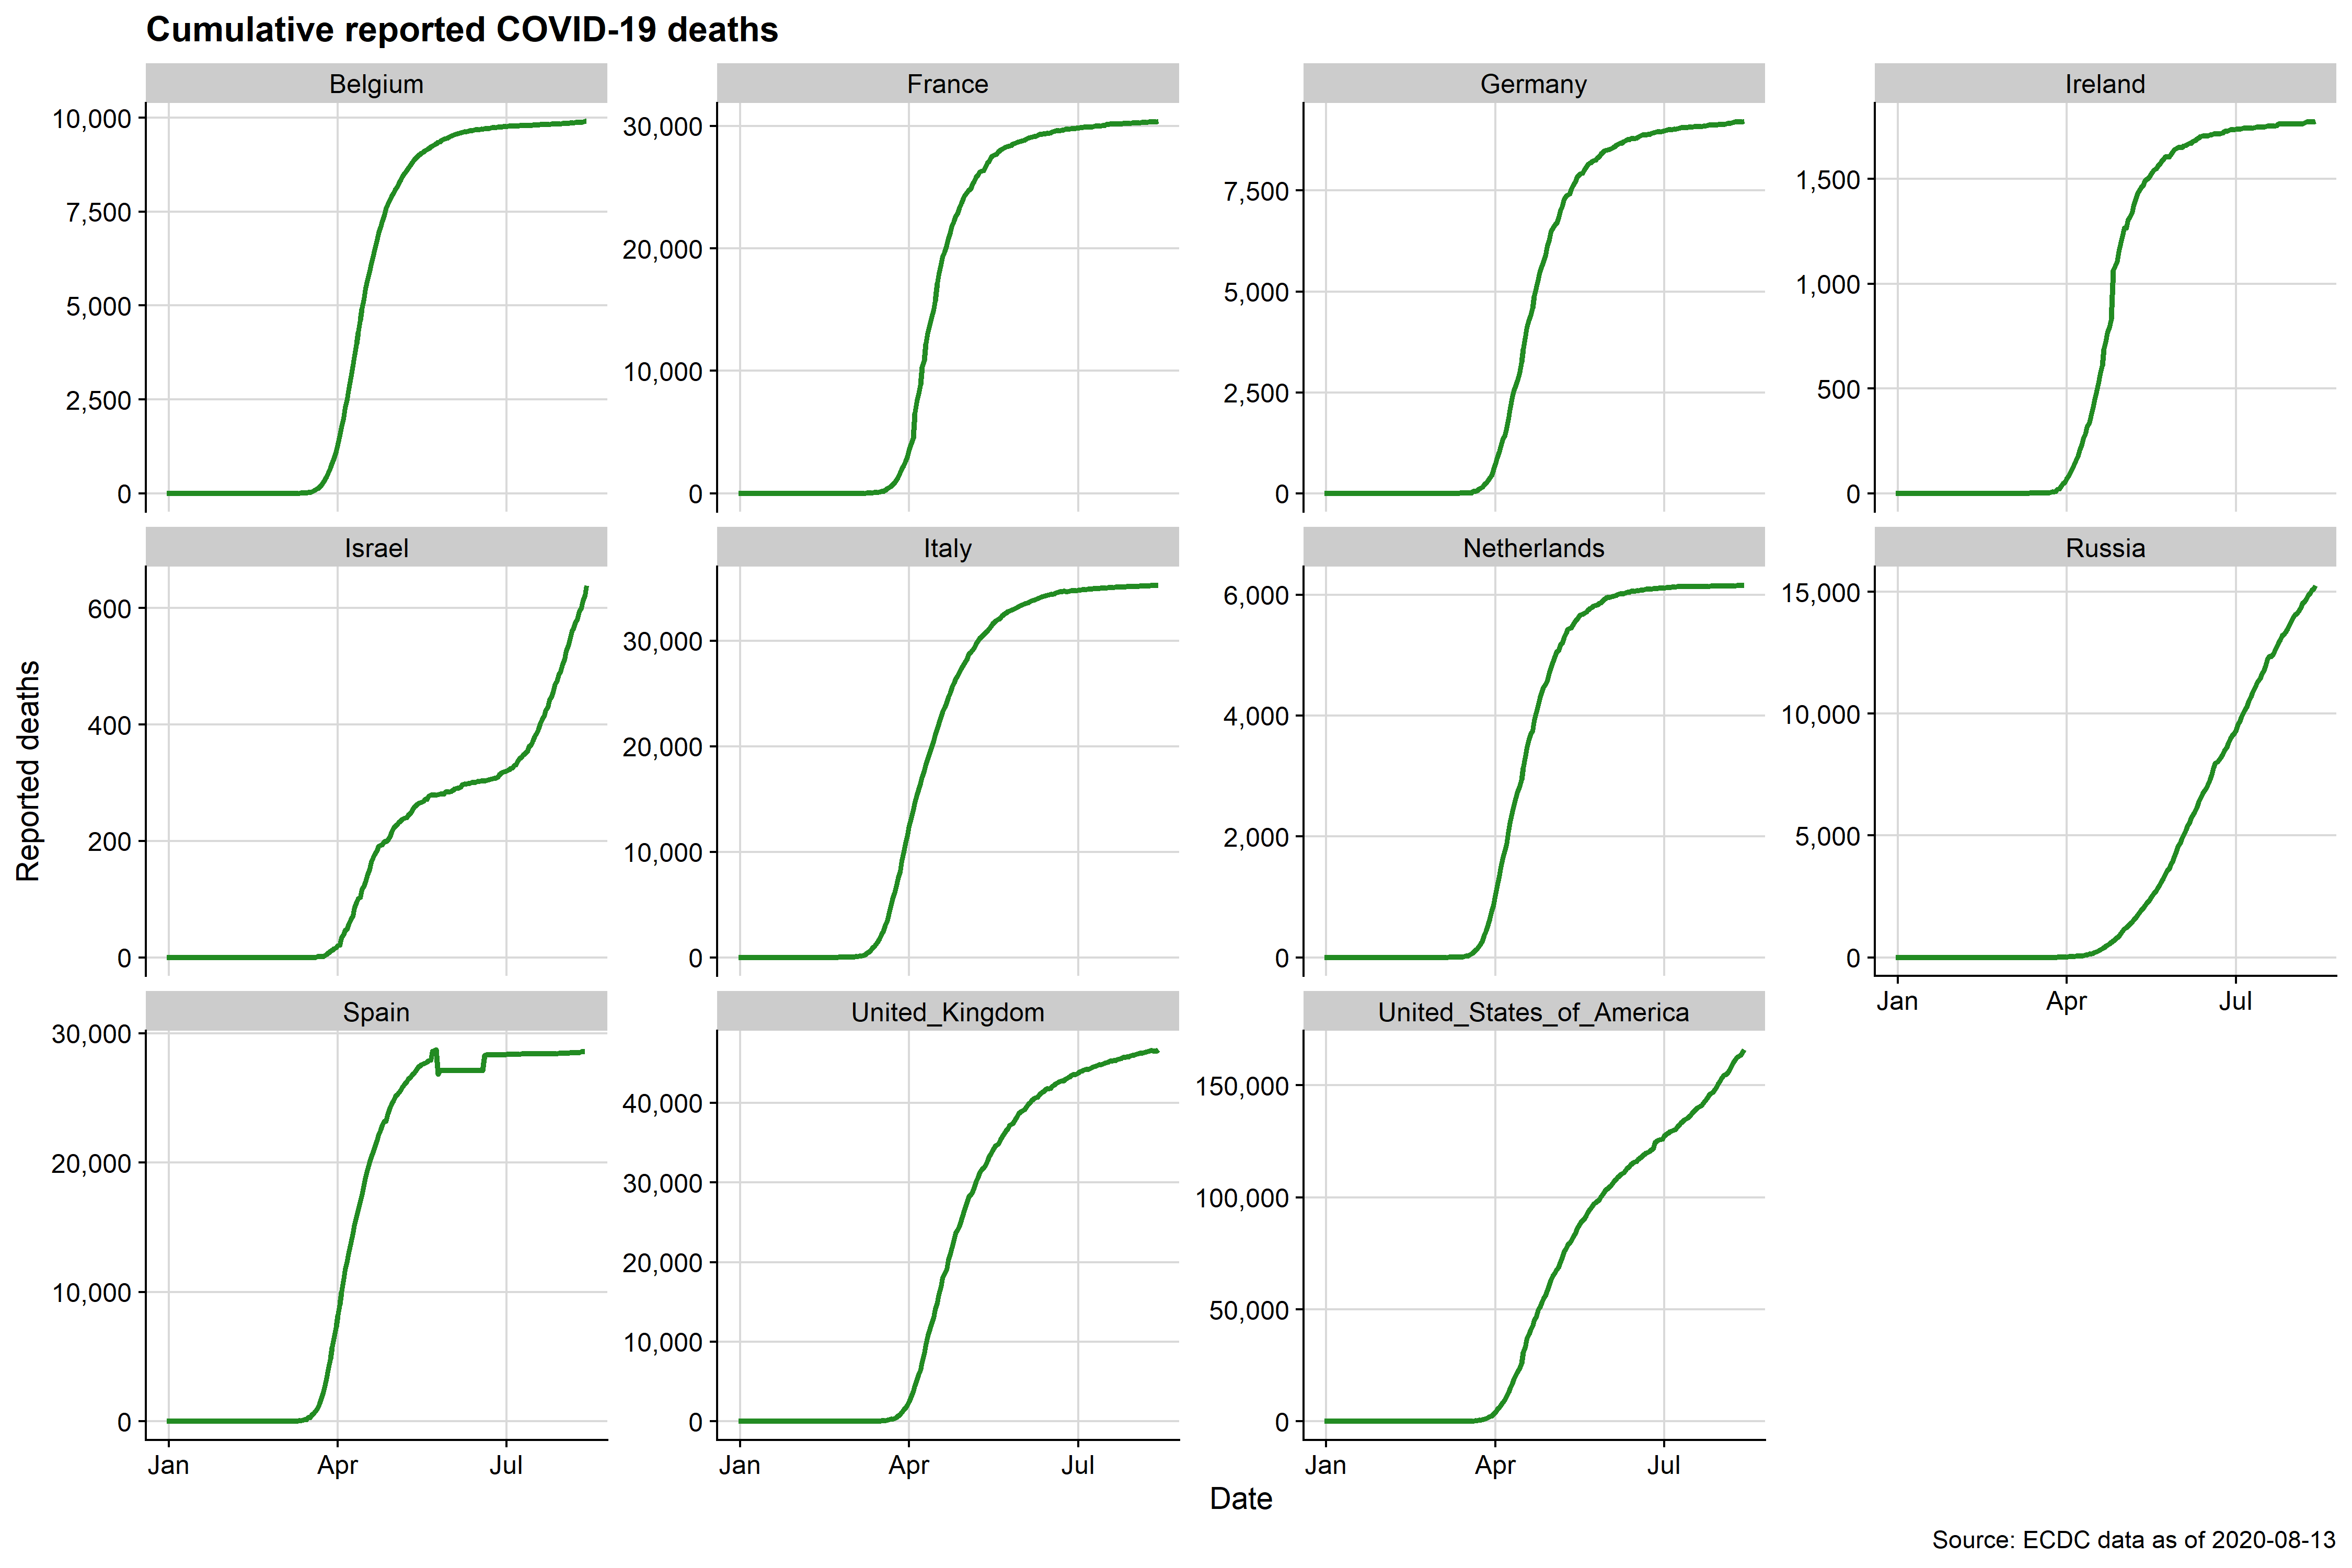 Cumulative reported COVID-19 deaths
Belgium
10,000
7,500
5,000
2,500
0
France
30,000
20,000
10,000
0
Germany
7,500
5,000
2,500
0
Ireland
1,500
1,000
500
0
Reported deaths
Israel
600
400
200
0
Italy
30,000
20,000
10,000
0
Netherlands
6,000
4,000
2,000
0
Russia
15,000
10,000
5,000
0
Jan Apr Jul
Spain
30,000
20,000
10,000
0
Jan Apr Jul
United_Kingdom
40,000
30,000
20,000
10,000
0
Jan Apr Jul
United_States_of_America
150,000
100,000
50,000
0
Jan Apr Jul
Date
Source: ECDC data as of 2020-08-13